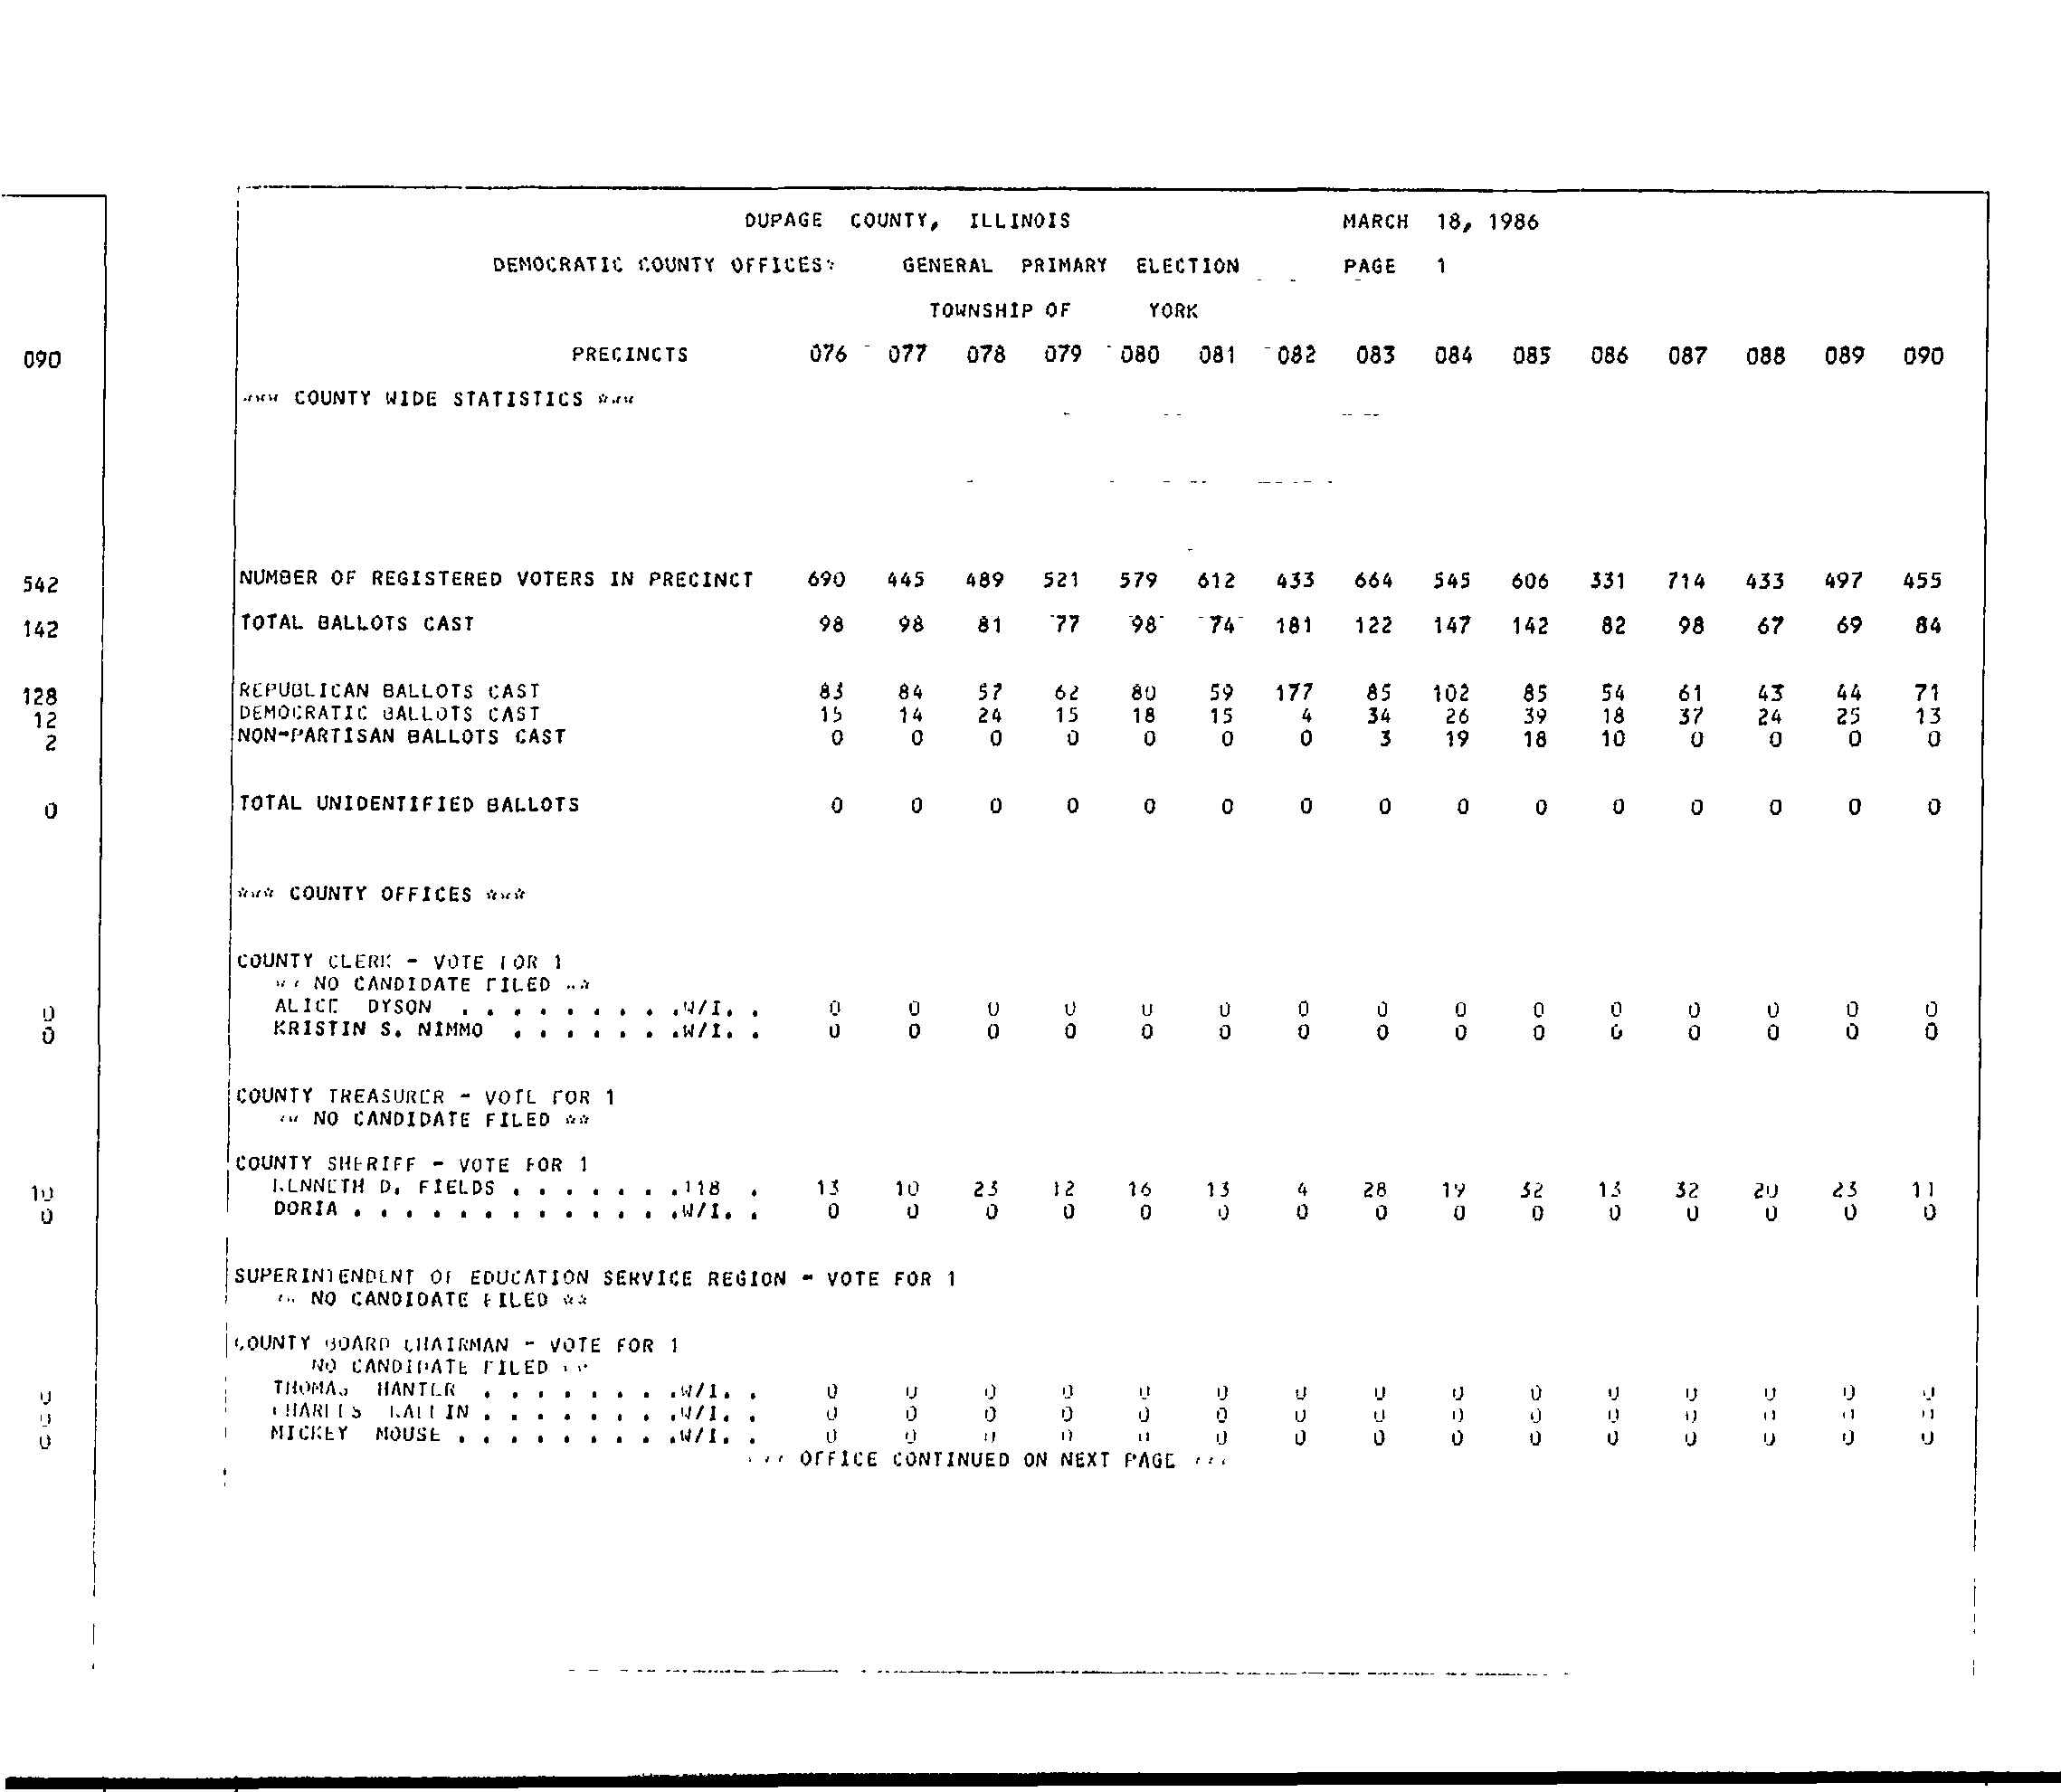 DUPAGE COUNTY, ILLINOIS MARCH 18, 1986
DEMOCRATIC COUNTY OFFICES* GENERAL PRIMARY ELECTION PAGE 1
TOWNSHIP OF YORK
090
PRECINCTS 076 077 078 079 080 081 082 083 084 085 086 087 088 089 090
*** COUNTY WIDE STATISTICS ***
542
NUMBER OF REGISTERED VOTERS IN PRECINCT 690 445 489 521 579 612 433 664 545 606 331 714 433 497 455
142
TOTAL BALLOTS CAST 98 98 81 77 98 74 181 122 147 142 82 98 67 69 84
128
REPUBLICAN BALLOTS CAST 83 84 57 62 80 59 177 85 102 85 54 61 43 44 71
12
DEMOCRATIC BALLOTS CAST 15 14 24 15 18 15 4 34 26 39 18 37 24 25 13
2
NON-PARTISAN BALLOTS CAST 0 0 0 0 0 0 0 3 19 18 10 0 0 0 0
0
TOTAL UNIDENTIFIED BALLOTS 0 0 0 0 0 0 0 0 0 0 0 0 0 0 0
*** COUNTY OFFICES ***
COUNTY CLERK - VOTE FOR 1
** NO CANDIDATE FILED **
0
ALICE DYSON . . . . . . . . .W/I. . 0 0 0 0 0 0 0 0 0 0 0 0 0 0 0
0
KRISTIN S. NIMMO . . . . . . .W/I. . 0 0 0 0 0 0 0 0 0 0 0 0 0 0 0
COUNTY TREASURER - VOTE FOR 1
** NO CANDIDATE FILED **
COUNTY SHERIFF - VOTE FOR 1
10
KENNETH D. FIELDS . . . . . . .118 . 13 10 23 12 16 13 4 28 19 32 13 32 20 23 11
0
DORIA . . . . . . . . . . . . .W/I. . 0 0 0 0 0 0 0 0 0 0 0 0 0 0 0
SUPERINTENDENT OF EDUCATION SERVICE REGION - VOTE FOR 1
** NO CANDIDATE FILED **
COUNTY BOARD CHAIRMAN - VOTE FOR 1
NO CANDIDATE FILED **
0
THOMAS HANTER . . . . . . . .W/I. . 0 0 0 0 0 0 0 0 0 0 0 0 0 0 0
0
CHARLES . . . . . . . .W/I. . 0 0 0 0 0 0 0 0 0 0 0 0 0 0 0
0
MICKEY MOUSE . . . . . . . . .W/I. . 0 0 0 0 0 0 0 0 0 0 0 0 0 0 0
*** OFFICE CONTINUED ON NEXT PAGE ***